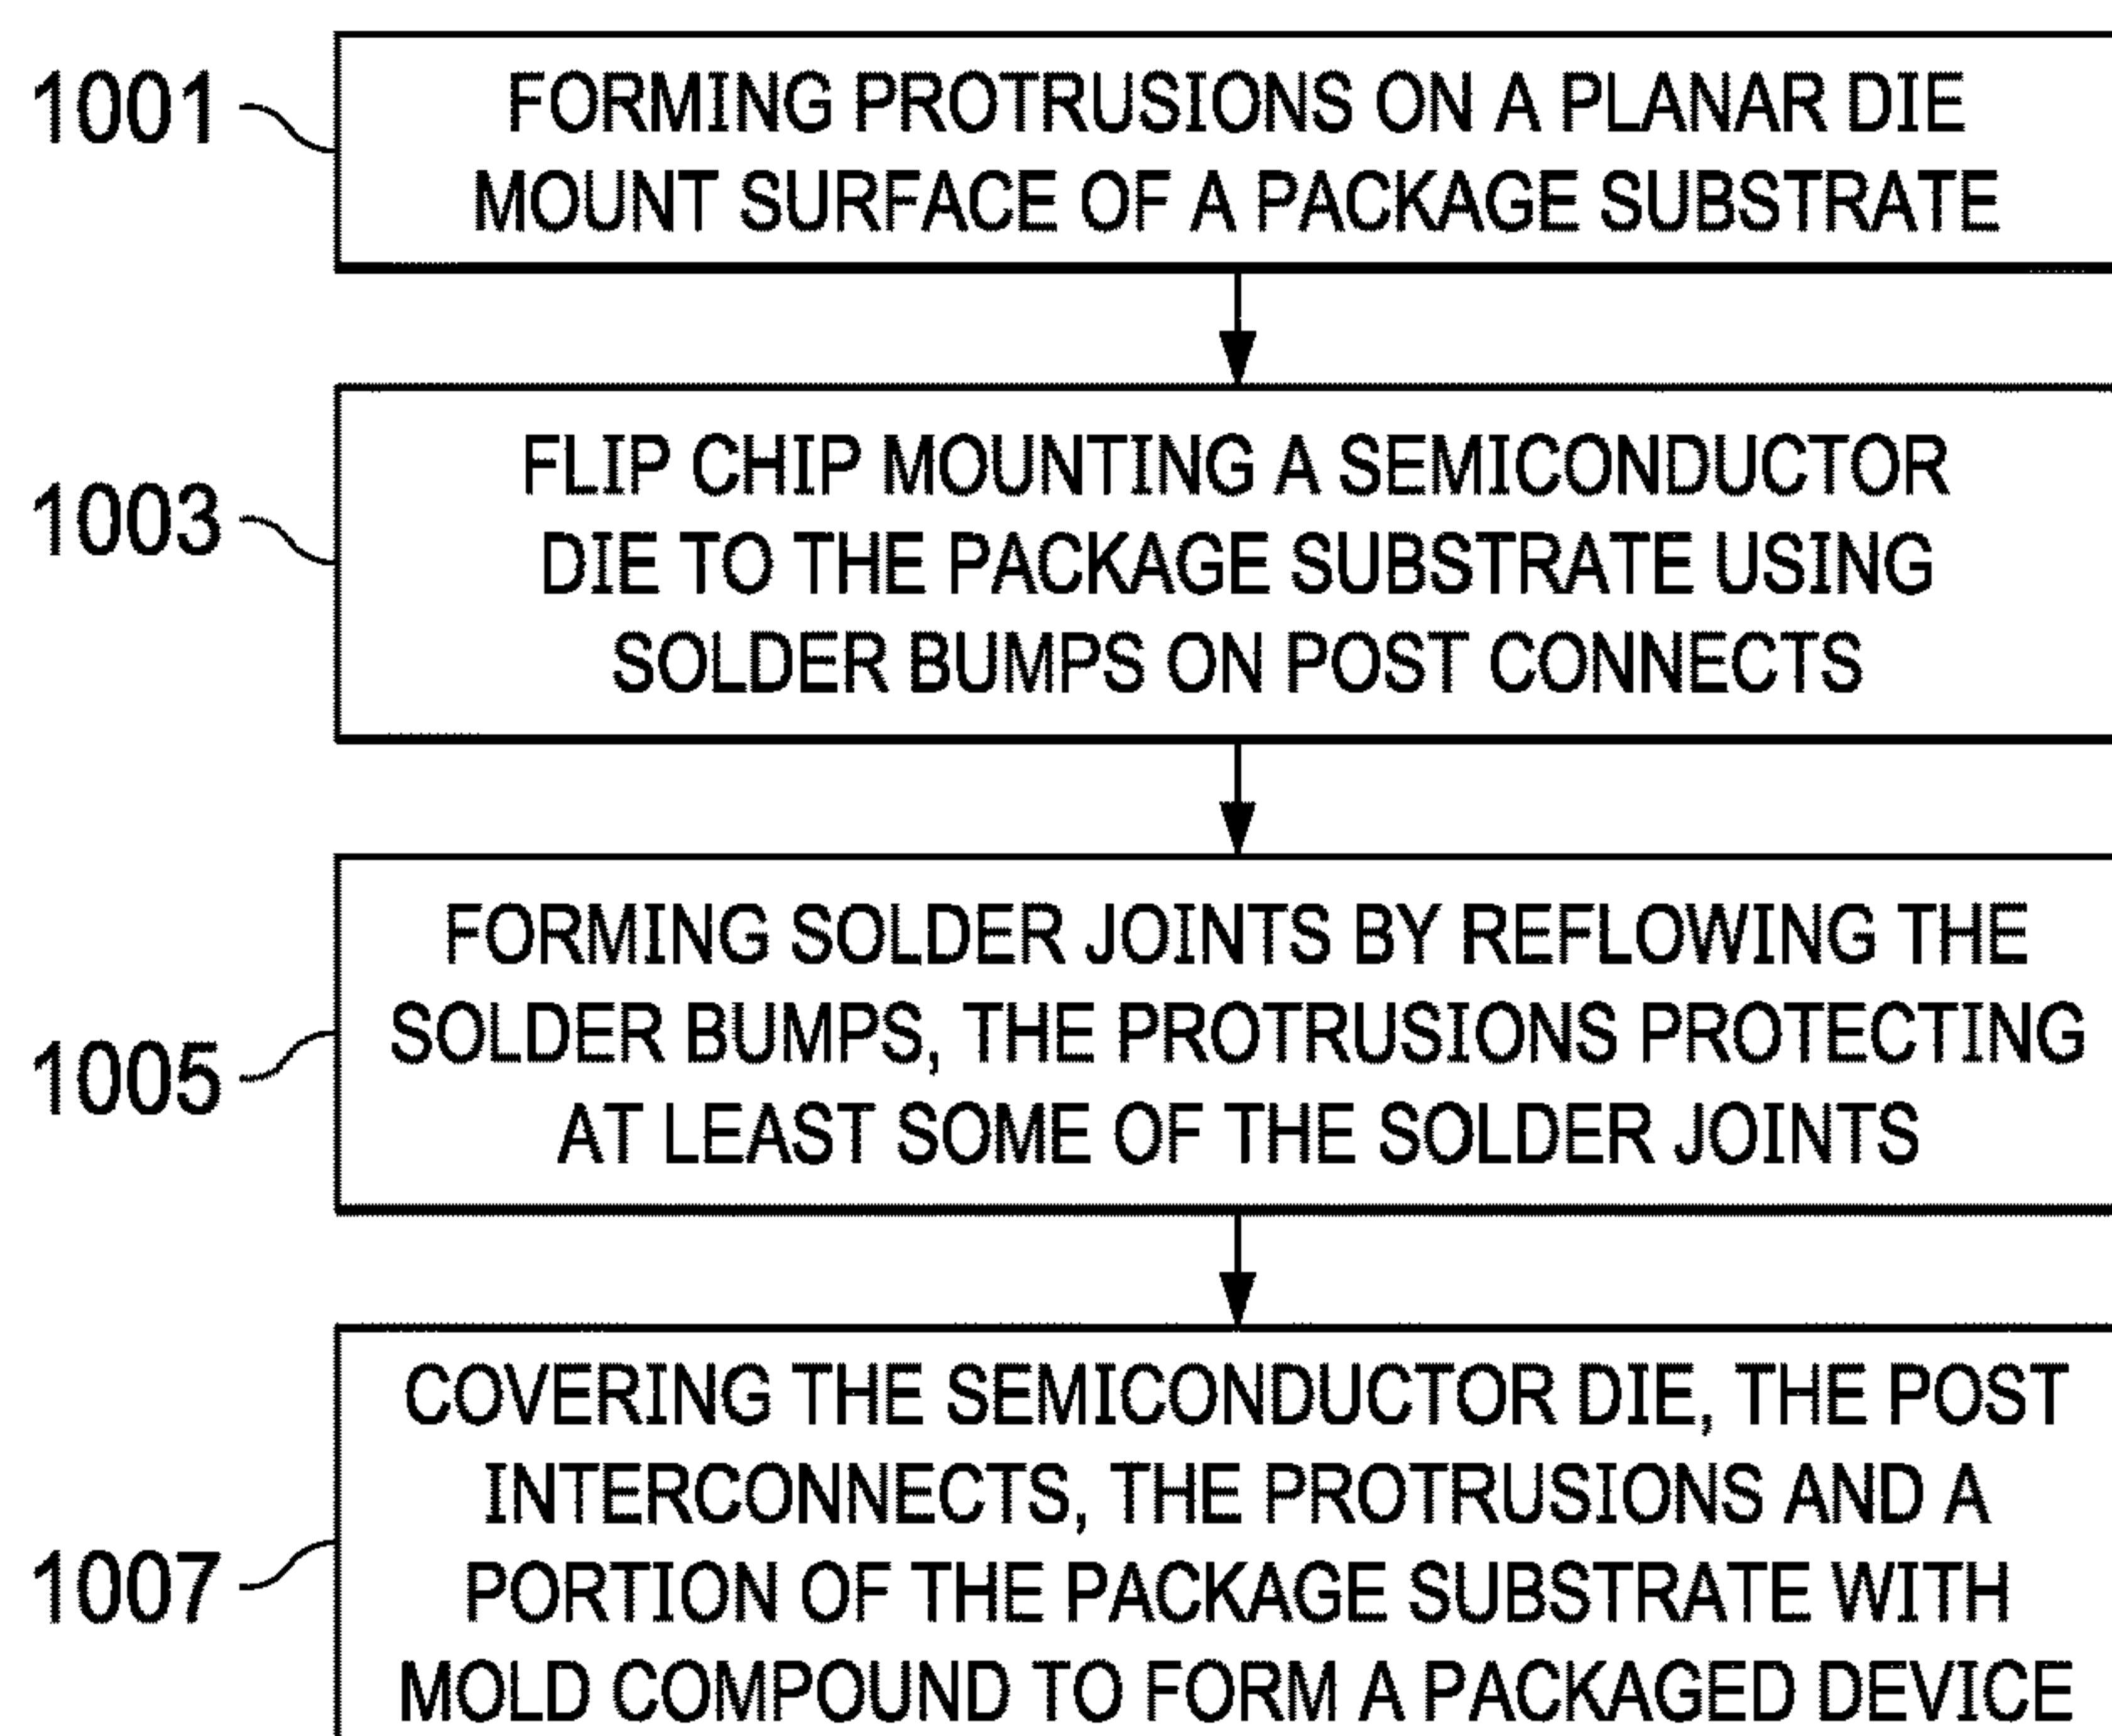 1001
FORMING PROTRUSIONS ON A PLANAR DIE
MOUNT SURFACE OF A PACKAGE SUBSTRATE
1003
FLIP CHIP MOUNTING A SEMICONDUCTOR
DIE TO THE PACKAGE SUBSTRATE USING
SOLDER BUMPS ON POST CONNECTS
1005
FORMING SOLDER JOINTS BY REFLOWING THE
SOLDER BUMPS, THE PROTRUSIONS PROTECTING
AT LEAST SOME OF THE SOLDER JOINTS
1007
COVERING THE SEMICONDUCTOR DIE, THE POST
INTERCONNECTS, THE PROTRUSIONS AND A
PORTION OF THE PACKAGE SUBSTRATE WITH
MOLD COMPOUND TO FORM A PACKAGED DEVICE